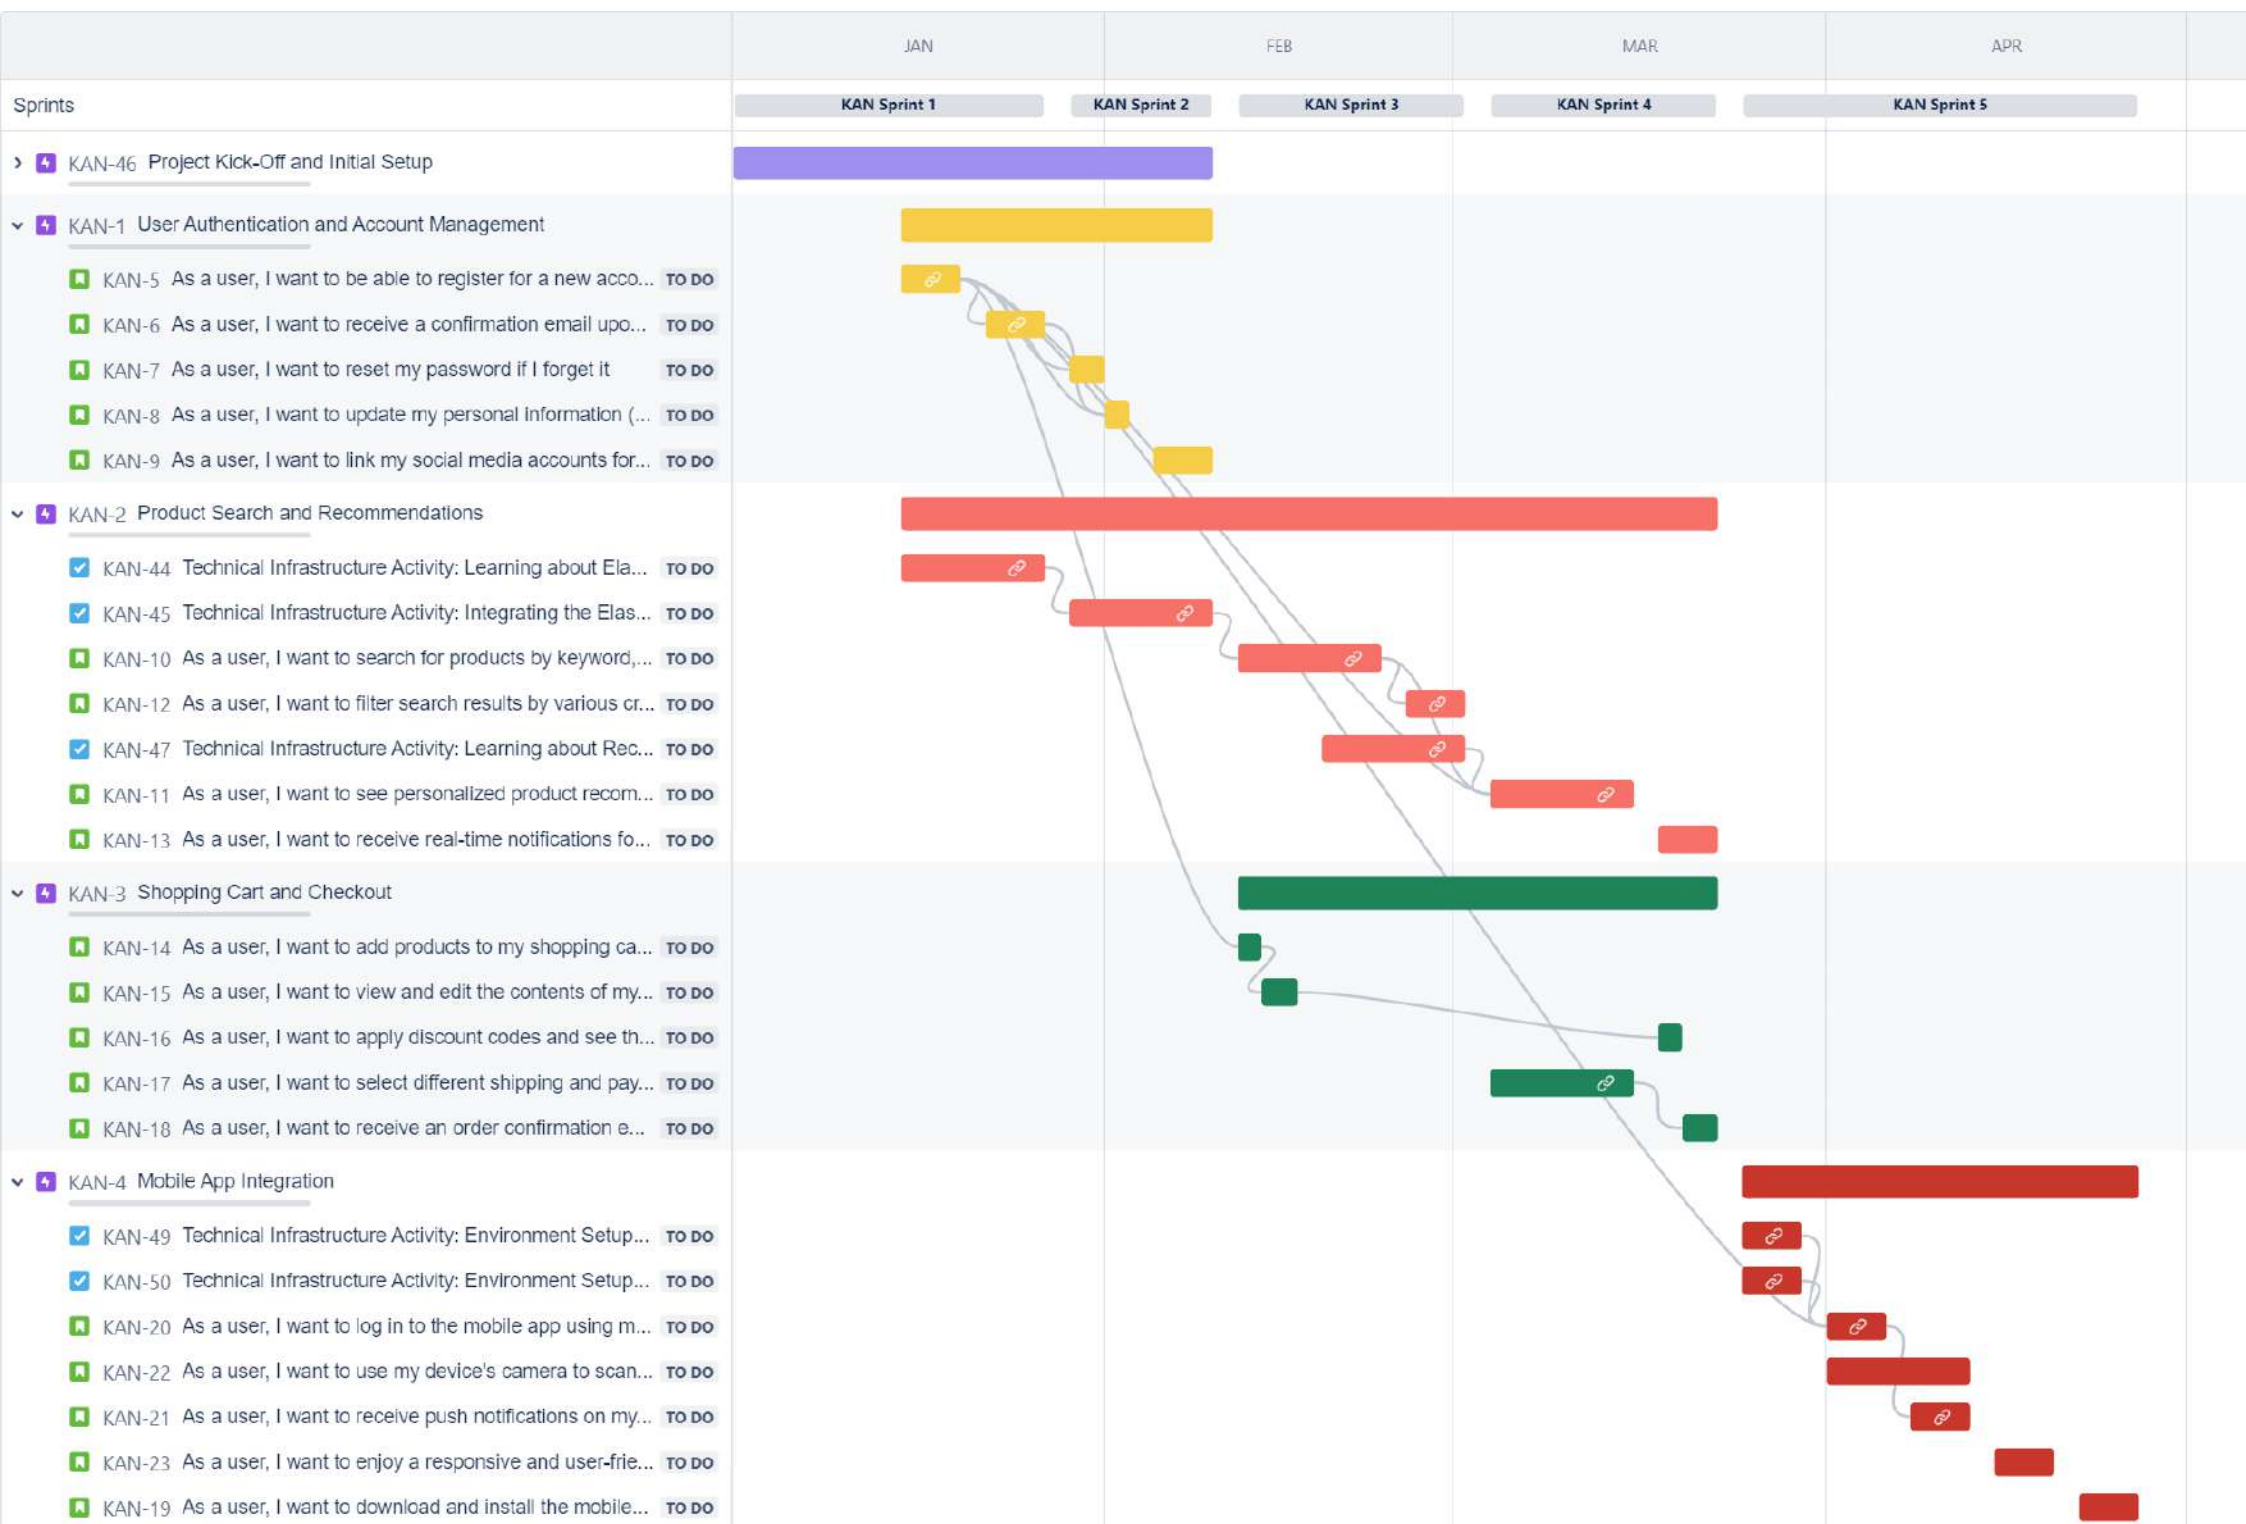 JAN FEB MAR APR
Sprints KAN Sprint 1 KAN Sprint 2 KAN Sprint 3 KAN Sprint 4 KAN Sprint 5
KAN-46 Project Kick-Off and Initial Setup
KAN-1 User Authentication and Account Management
KAN-5 As a user, I want to be able to register for a new acco... TO DO
KAN-6 As a user, I want to receive a confirmation email upo... TO DO
KAN-7 As a user, I want to reset my password if I forget it TO DO
KAN-8 As a user, I want to update my personal information (... TO DO
KAN-9 As a user, I want to link my social media accounts for... TO DO
KAN-2 Product Search and Recommendations
KAN-44 Technical Infrastructure Activity: Learning about Ela... TO DO
KAN-45 Technical Infrastructure Activity: Integrating the Elas... TO DO
KAN-10 As a user, I want to search for products by keyword,... TO DO
KAN-12 As a user, I want to filter search results by various cr... TO DO
KAN-47 Technical Infrastructure Activity: Learning about Rec... TO DO
KAN-11 As a user, I want to see personalized product recom... TO DO
KAN-13 As a user, I want to receive real-time notifications fo... TO DO
KAN-3 Shopping Cart and Checkout
KAN-14 As a user, I want to add products to my shopping ca... TO DO
KAN-15 As a user, I want to view and edit the contents of my... TO DO
KAN-16 As a user, I want to apply discount codes and see th... TO DO
KAN-17 As a user, I want to select different shipping and pay... TO DO
KAN-18 As a user, I want to receive an order confirmation e... TO DO
KAN-4 Mobile App Integration
KAN-49 Technical Infrastructure Activity: Environment Setup... TO DO
KAN-50 Technical Infrastructure Activity: Environment Setup... TO DO
KAN-20 As a user, I want to log in to the mobile app using m... TO DO
KAN-22 As a user, I want to use my device's camera to scan... TO DO
KAN-21 As a user, I want to receive push notifications on my... TO DO
KAN-23 As a user, I want to enjoy a responsive and user-frie... TO DO
KAN-19 As a user, I want to download and install the mobile... TO DO